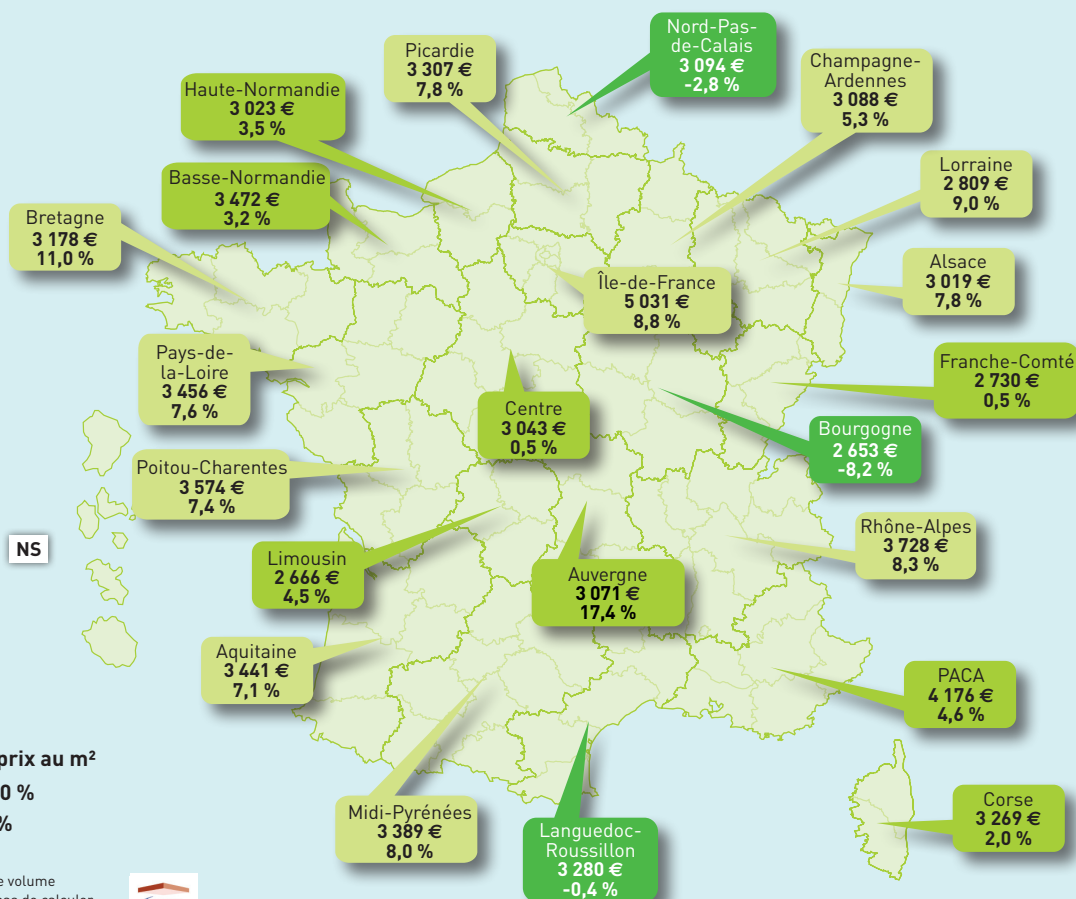 Nord-Pas-
de-Calais
3 094 €
-2,8 %
Picardie
3 307 €
7,8 %
Champagne-
Ardennes
3 088 €
5,3 %
Haute-Normandie
3 023 €
3,5 %
Lorraine
2 809 €
9,0 %
Basse-Normandie
3 472 €
3,2 %
Bretagne
3 178 €
11,0 %
Alsace
3 019 €
7,8 %
Île-de-France
5 031 €
8,8 %
Pays-de-
la-Loire
3 456 €
7,6 %
Franche-Comté
2 730 €
0,5 %
Centre
3 043 €
0,5 %
Bourgogne
2 653 €
-8,2 %
Poitou-Charentes
3 574 €
7,4 %
Rhône-Alpes
3 728 €
8,3 %
NS
Limousin
2 666 €
4,5 %
Auvergne
3 071 €
17,4 %
Aquitaine
3 441 €
7,1 %
PACA
4 176 €
4,6 %
prix au m²
0 %
%
Midi-Pyrénées
3 389 €
8,0 %
Corse
3 269 €
2,0 %
Languedoc-
Roussillon
3 280 €
-0,4 %
e volume
de calculer